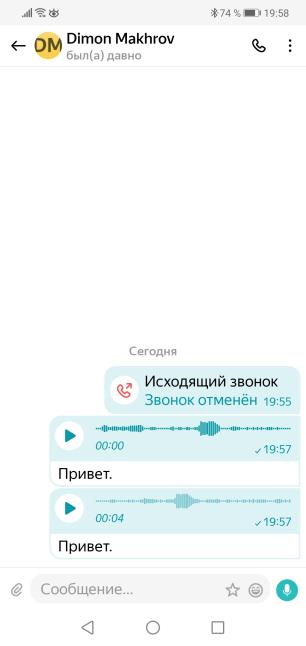 74 % 19:58
DM Dimon Makhrov
был(а) давно
Сегодня
Исходящий звонок
Звонок отменён 19:55
00:00 19:57
Привет.
00:04 19:57
Привет.
Сообщение...